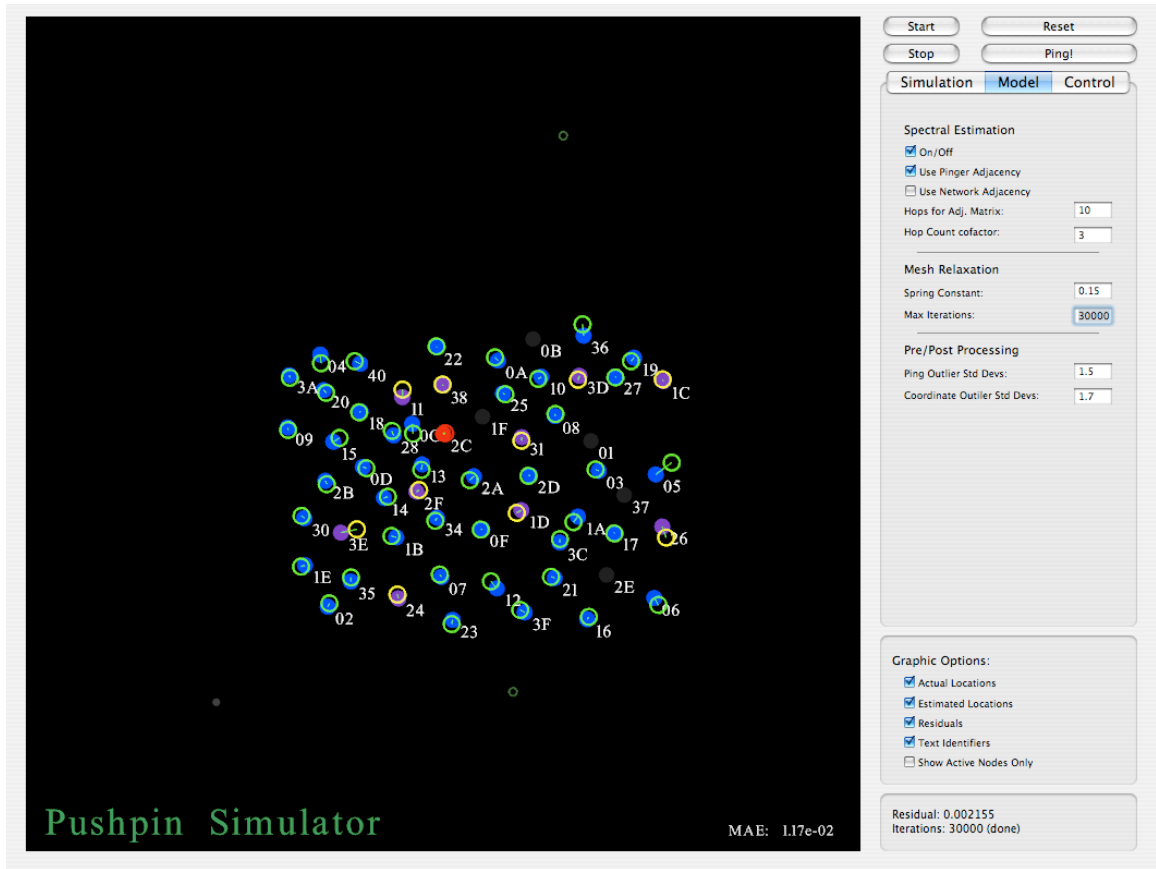 Start
Reset
Stop
Ping!
Simulation Model Control
Spectral Estimation
On/Off
Use Pinger Adjacency
Use Network Adjacency
Hops for Adj. Matrix: 10
Hop Count cofactor: 3
Mesh Relaxation
Spring Constant: 0.15
Max Iterations: 30000
Pre/Post Processing
Ping Outlier Std Devs: 1.5
Coordinate Outiler Std Devs: 1.7
Graphic Options:
Actual Locations
Estimated Locations
Residuals
Text Identifiers
Show Active Nodes Only
Residual: 0.002155
Iterations: 30000 (done)
0B
36
04
40
22
0A
19
3A
20
11
38
10
3D
27
1C
25
18
1F
08
09
15
28
0C
2C
31
01
0D
13
2B
2A
2D
03
05
14
2F
37
30
3E
1B
34
0F
1D
1A
3C
17
26
1E
35
07
12
21
2E
02
24
23
3F
16
06
Pushpin Simulator
MAE: 1.17e-02